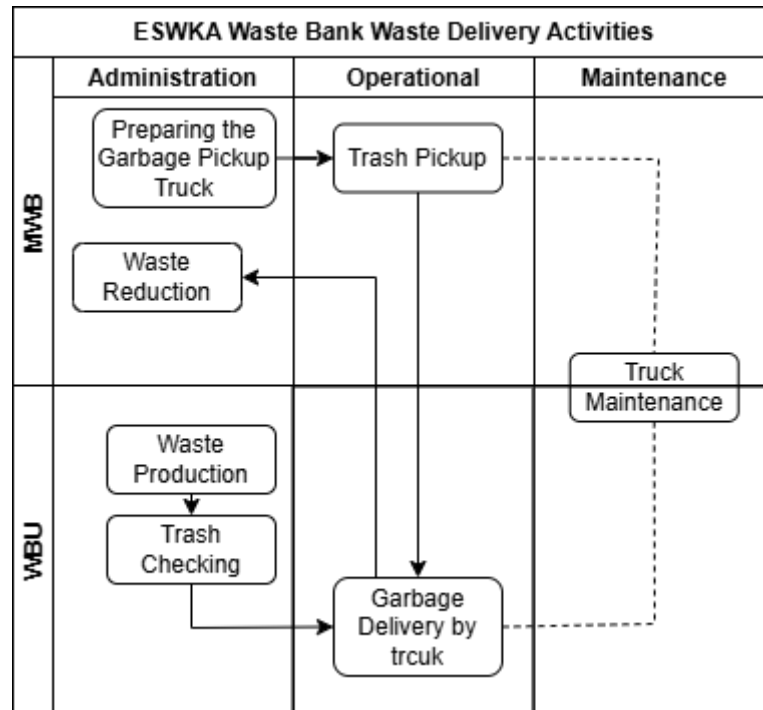 ESWKA Waste Bank Waste Delivery Activities
Administration
Operational
Maintenance
MWB
Preparing the
Garbage Pickup
Truck
Trash Pickup
Waste
Reduction
Truck
Maintenance
WBU
Waste
Production
Trash
Checking
Garbage
Delivery by
trcuk